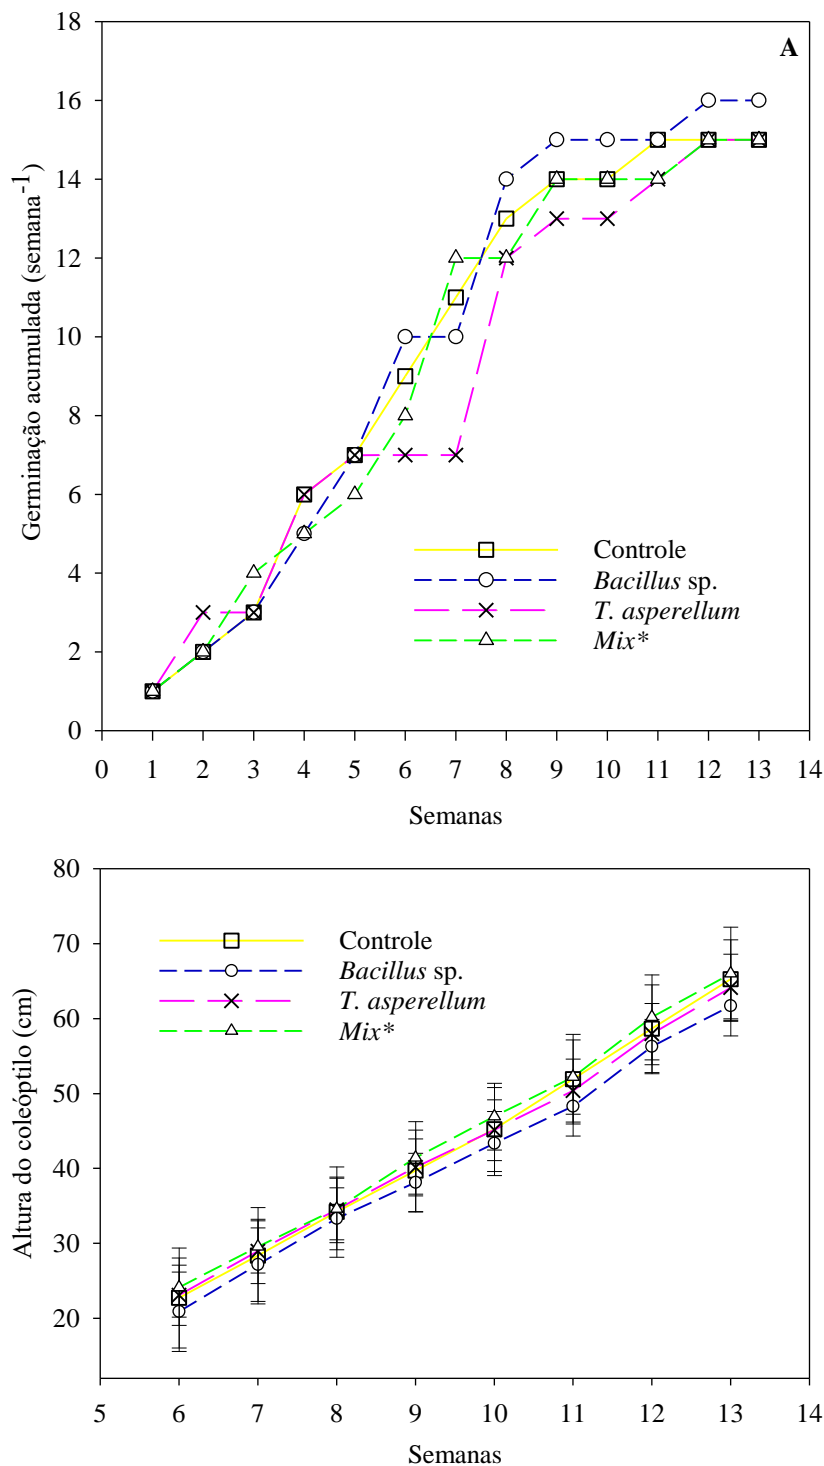 A
18
16
14
12
10
8
6
4
2
0
Germinação acumulada (semana-1)
Controle
Bacillus sp.
T. asperellum
Mix*
0 1 2 3 4 5 6 7 8 9 10 11 12 13 14
Semanas
80
70
60
50
40
30
20
Altura do coleóptilo (cm)
Controle
Bacillus sp.
T. asperellum
Mix*
5 6 7 8 9 10 11 12 13 14
Semanas